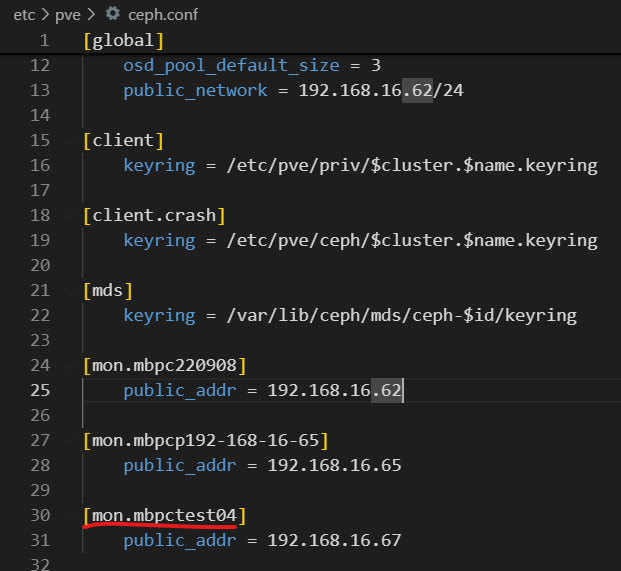 etc > pve > ceph.conf
1 [global]
12 osd_pool_default_size = 3
13 public_network = 192.168.16.62/24
14
15 [client]
16 keyring = /etc/pve/priv/$cluster.$name.keyring
17
18 [client.crash]
19 keyring = /etc/pve/ceph/$cluster.$name.keyring
20
21 [mds]
22 keyring = /var/lib/ceph/mds/ceph-$id/keyring
23
24 [mon.mbpc220908]
25 public_addr = 192.168.16.62
26
27 [mon.mbpcp192-168-16-65]
28 public_addr = 192.168.16.65
29
30 [mon.mbpctest04]
31 public_addr = 192.168.16.67
32